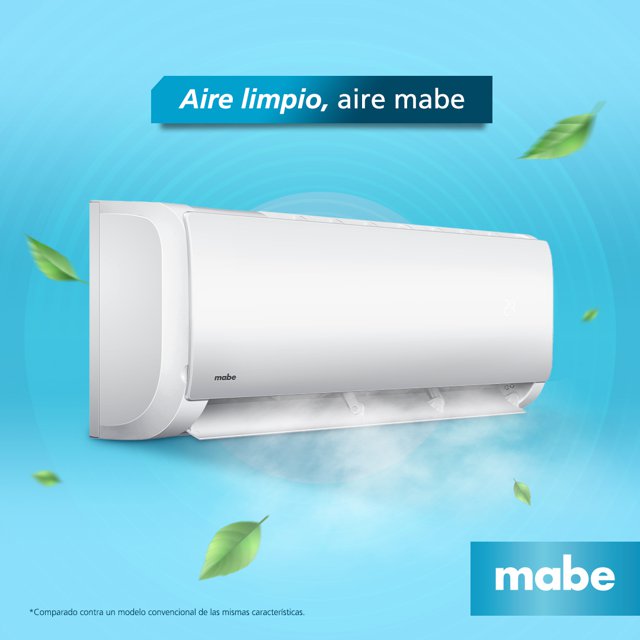 Aire limpio, aire mabe
mabe
mabe
*Comparado contra un modelo convencional de las mismas características.